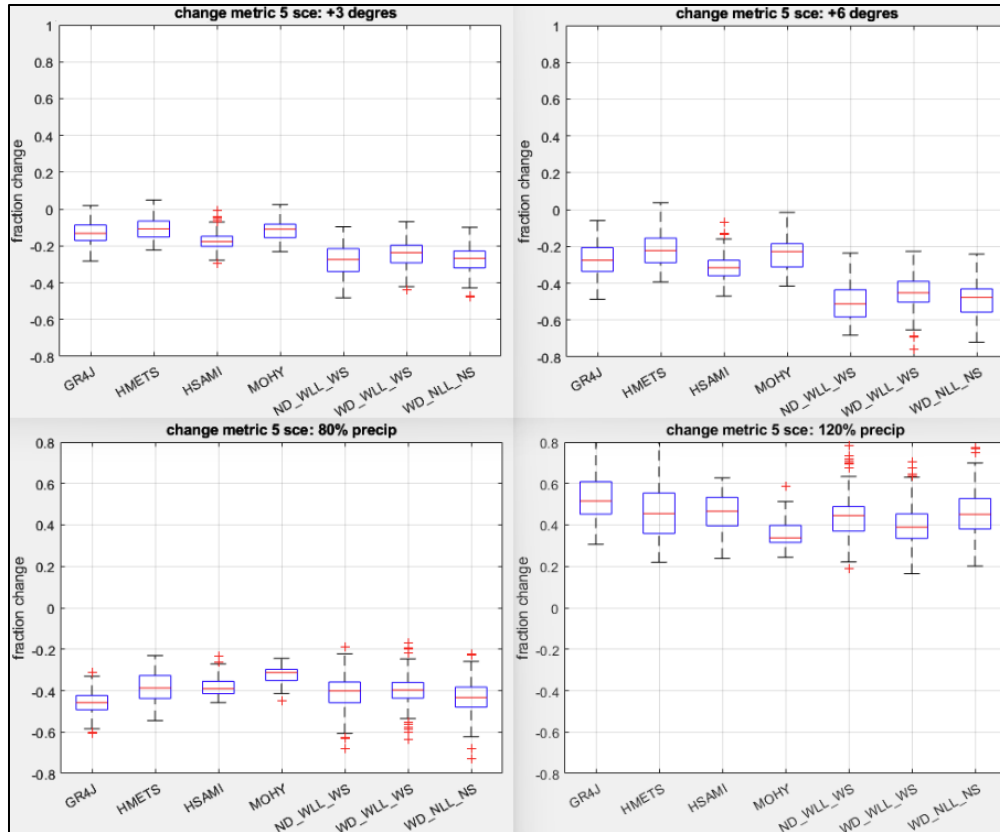 change metric 5 sce: +3 degres
1
0.8
0.6
0.4
0.2
0
-0.2
-0.4
-0.6
-0.8
fraction change
GR4J
HMETS
HSAMI
MOHY
ND_WLL_WS
WD_WLL_WS
WD_NLL_NS
change metric 5 sce: +6 degres
1
0.8
0.6
0.4
0.2
0
-0.2
-0.4
-0.6
-0.8
fraction change
GR4J
HMETS
HSAMI
MOHY
ND_WLL_WS
WD_WLL_WS
WD_NLL_NS
change metric 5 sce: 80% precip
0.8
0.6
0.4
0.2
0
-0.2
-0.4
-0.6
-0.8
fraction change
GR4J
HMETS
HSAMI
MOHY
ND_WLL_WS
WD_WLL_WS
WD_NLL_NS
change metric 5 sce: 120% precip
0.8
0.6
0.4
0.2
0
-0.2
-0.4
-0.6
-0.8
fraction change
GR4J
HMETS
HSAMI
MOHY
ND_WLL_WS
WD_WLL_WS
WD_NLL_NS